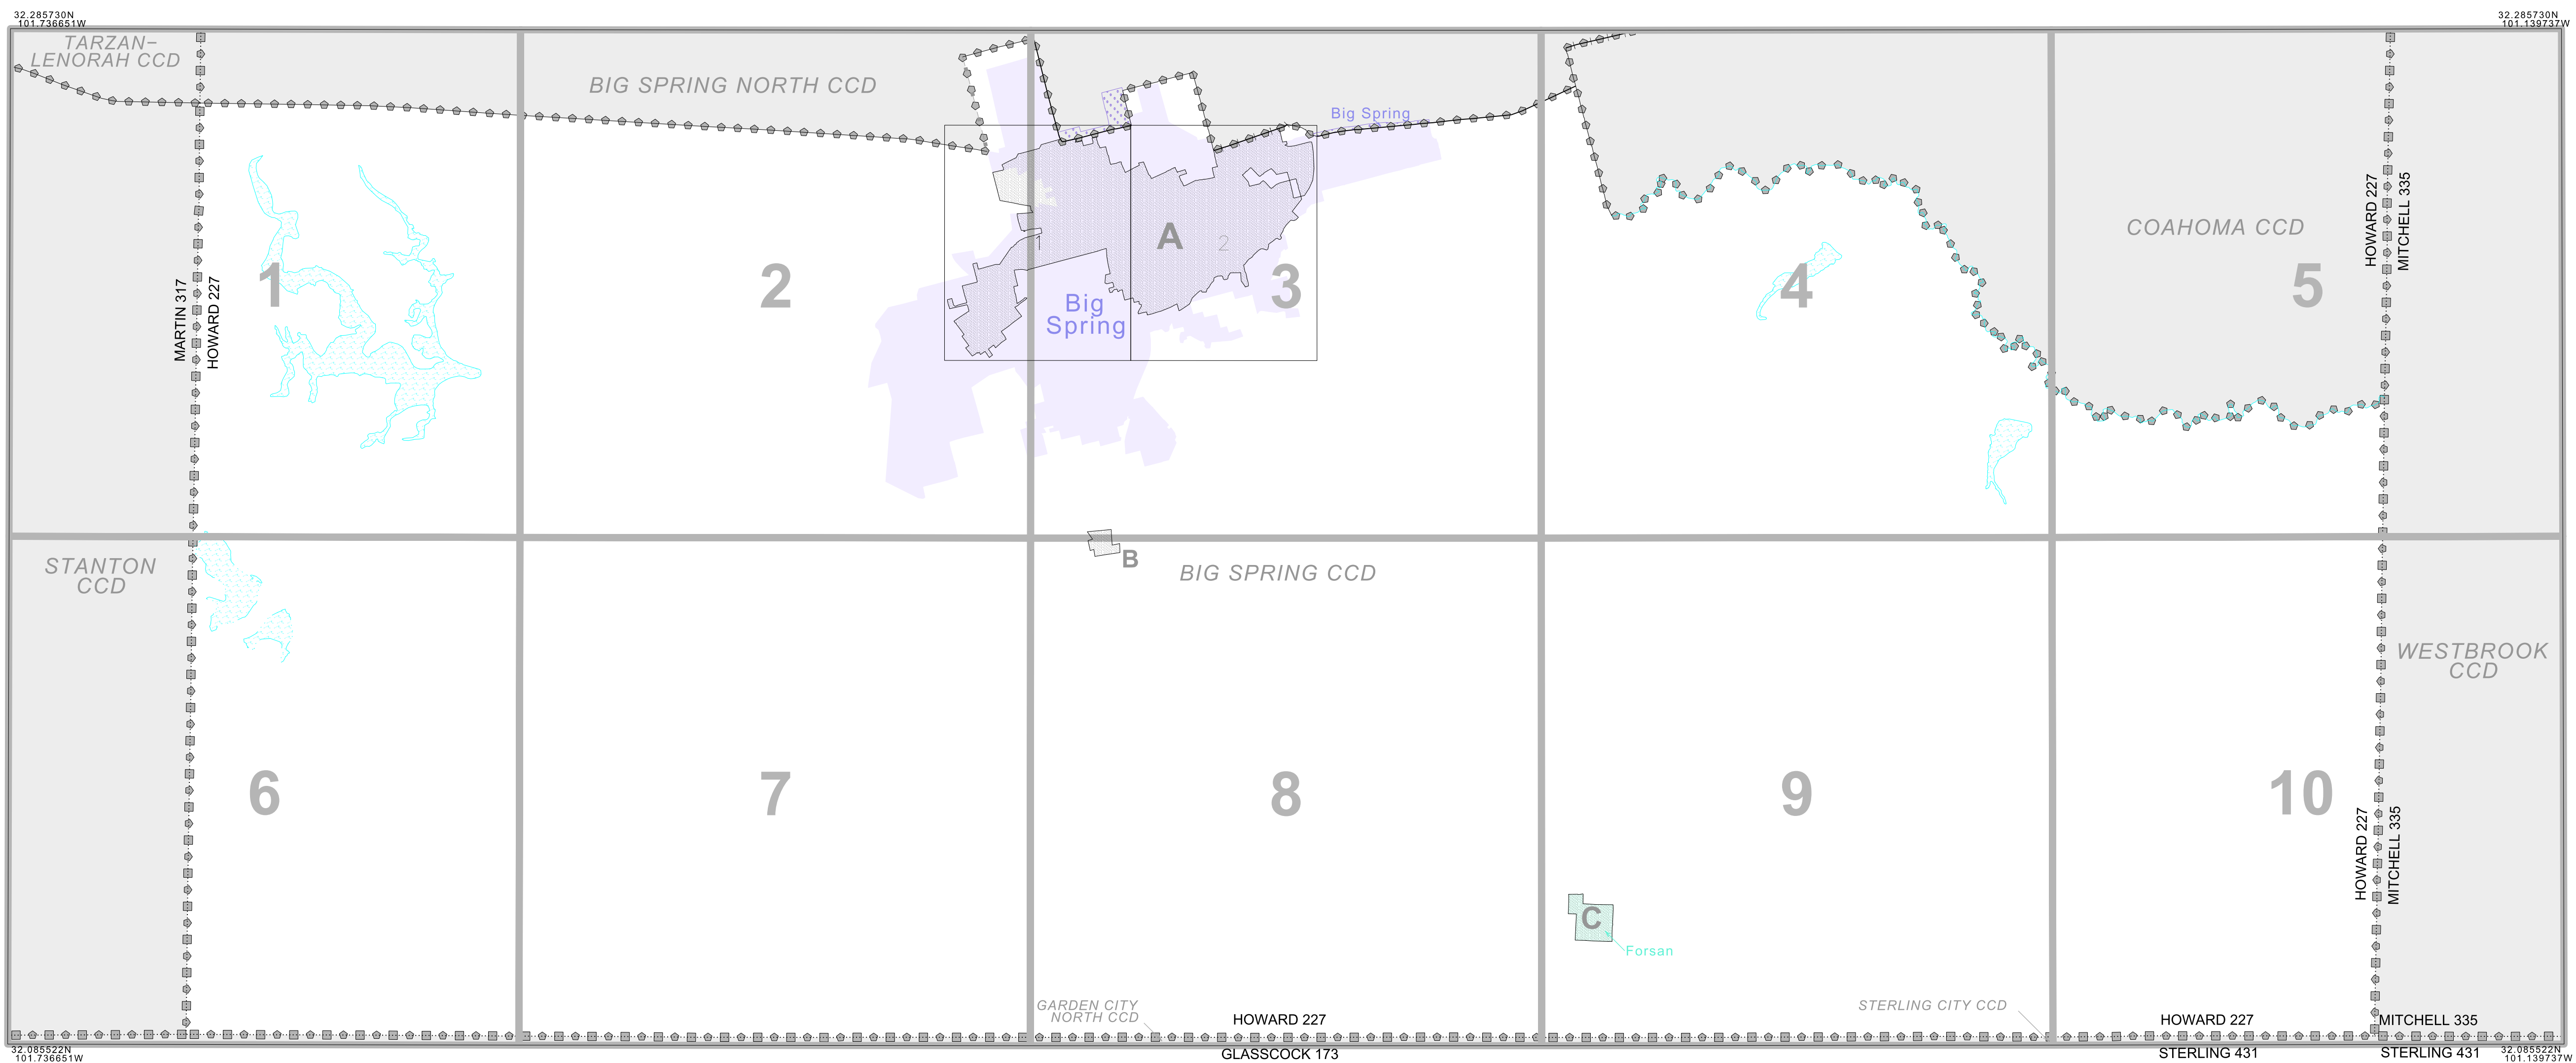 32.285730N
101.736651W
32.285730N
101.139737W
TARZAN–
LENORAH CCD
BIG SPRING NORTH CCD
Big Spring
COAHOMA CCD
HOWARD 227
MITCHELL 335
MARTIN 317
HOWARD 227
A
2
1
1
2
3
4
5
Big
Spring
STANTON
CCD
B
BIG SPRING CCD
WESTBROOK
CCD
6
7
8
9
10
HOWARD 227
MITCHELL 335
C
Forsan
GARDEN CITY
NORTH CCD
STERLING CITY CCD
HOWARD 227
GLASSCOCK 173
HOWARD 227
STERLING 431
MITCHELL 335
STERLING 431
32.085522N
101.736651W
32.085522N
101.139737W